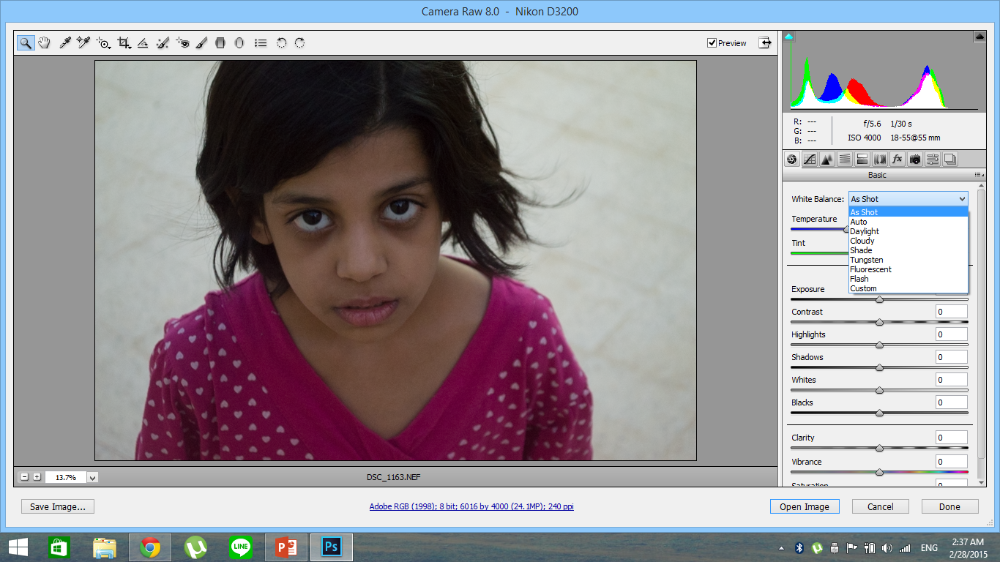 Camera Raw 8.0 - Nikon D3200
Preview
R: ---
G: ---
B: ---
f/5.6 1/30 s
ISO 4000 18-55@55 mm
fx
Basic
White Balance: As Shot
As Shot
Auto
Daylight
Cloudy
Shade
Tungsten
Fluorescent
Flash
Custom
Temperature
Tint
Exposure
Contrast 0
Highlights 0
Shadows 0
Whites 0
Blacks 0
Clarity 0
Vibrance 0
Saturation 0
13.7%
DSC_1163.NEF
Save Image...
Adobe RGB (1998); 8 bit; 6016 by 4000 (24.1MP); 240 ppi
Open Image
Cancel
Done
LINE
Ps
ENG
2:37 AM
2/28/2015